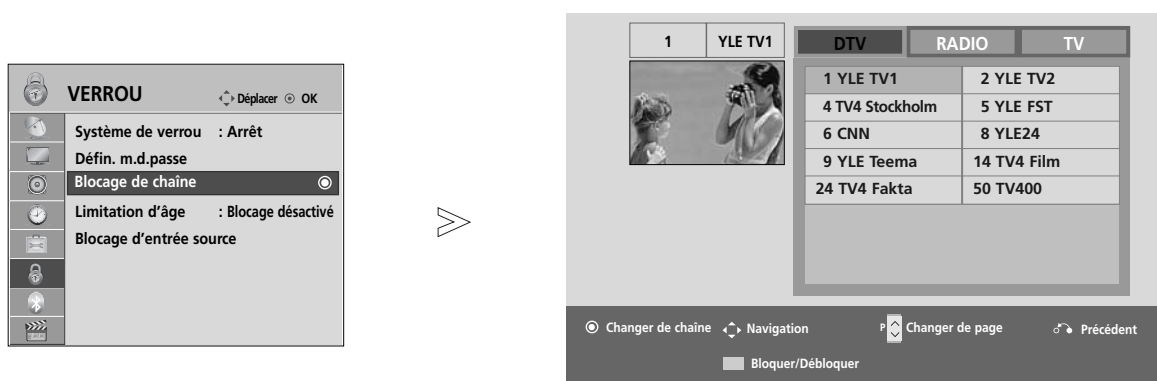 VERROU
Déplacer OK
Système de verrou : Arrêt
Défin. m.d.passe
Blocage de chaîne
Limitation d'âge : Blocage désactivé
Blocage d'entrée source
1 YLE TV1
DTV RADIO TV
1 YLE TV1 2 YLE TV2
4 TV4 Stockholm 5 YLE FST
6 CNN 8 YLE24
9 YLE Teema 14 TV4 Film
24 TV4 Fakta 50 TV400
Changer de chaîne Navigation P Changer de page Précédent
Bloquer/Débloquer